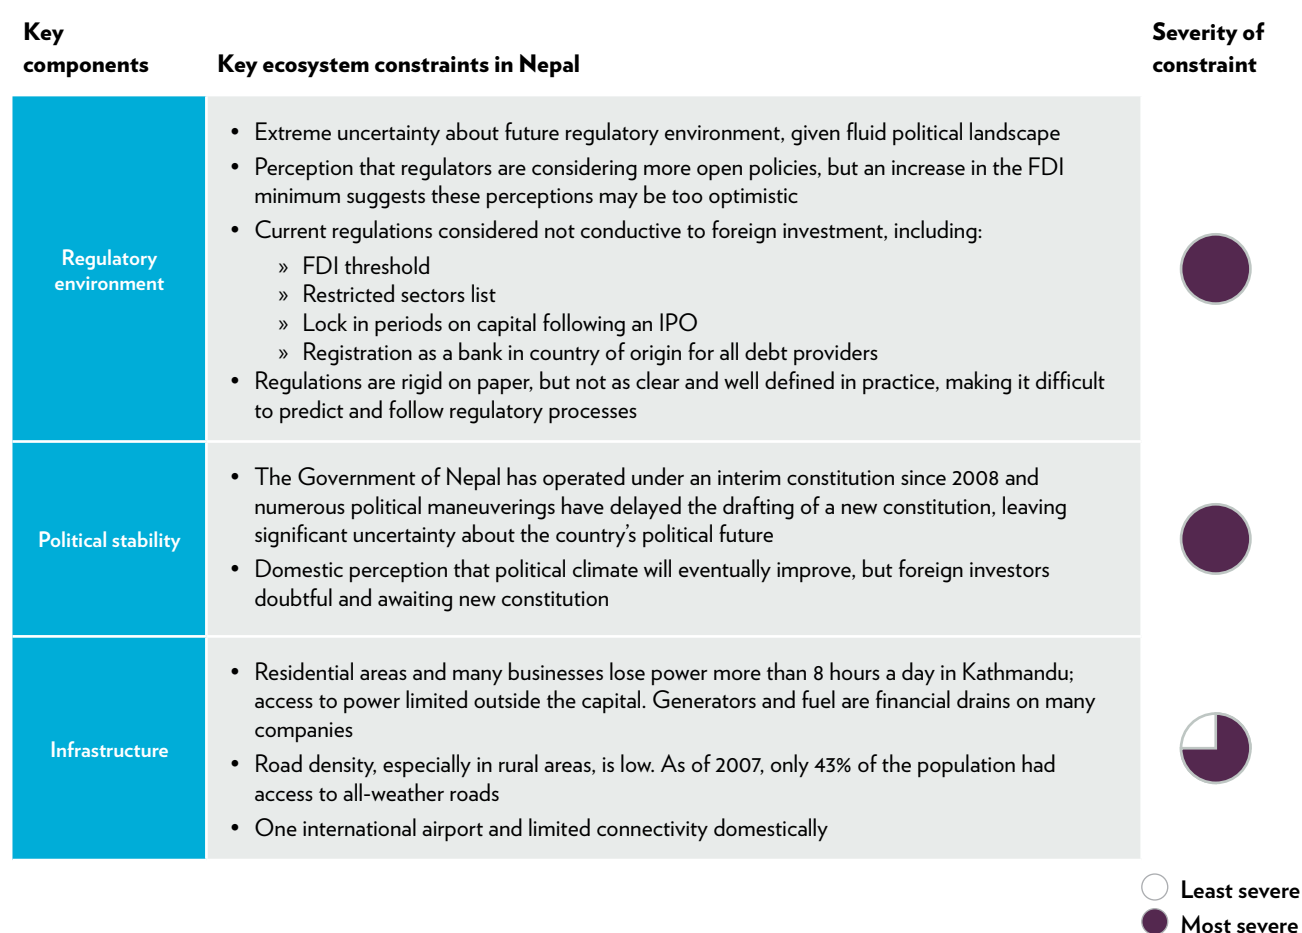 Key
components
Key ecosystem constraints in Nepal
Severity of
constraint
Regulatory
environment
• Extreme uncertainty about future regulatory environment, given fluid political landscape
• Perception that regulators are considering more open policies, but an increase in the FDI
minimum suggests these perceptions may be too optimistic
• Current regulations considered not conductive to foreign investment, including:
» FDI threshold
» Restricted sectors list
» Lock in periods on capital following an IPO
» Registration as a bank in country of origin for all debt providers
• Regulations are rigid on paper, but not as clear and well defined in practice, making it difficult
to predict and follow regulatory processes
Political stability
• The Government of Nepal has operated under an interim constitution since 2008 and
numerous political maneuverings have delayed the drafting of a new constitution, leaving
significant uncertainty about the country’s political future
• Domestic perception that political climate will eventually improve, but foreign investors
doubtful and awaiting new constitution
Infrastructure
• Residential areas and many businesses lose power more than 8 hours a day in Kathmandu;
access to power limited outside the capital. Generators and fuel are financial drains on many
companies
• Road density, especially in rural areas, is low. As of 2007, only 43% of the population had
access to all-weather roads
• One international airport and limited connectivity domestically
Least severe
Most severe